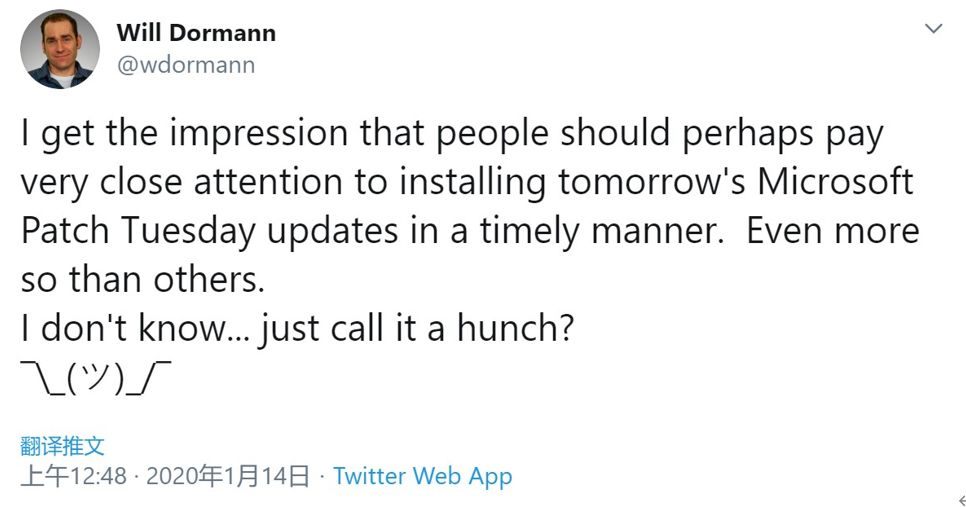 Will Dormann
@wdormann
I get the impression that people should perhaps pay
very close attention to installing tomorrow's Microsoft
Patch Tuesday updates in a timely manner.  Even more
so than others.
I don't know... just call it a hunch?
¯\_(ツ)_/¯
翻译推文
上午12:48 · 2020年1月14日 · Twitter Web App